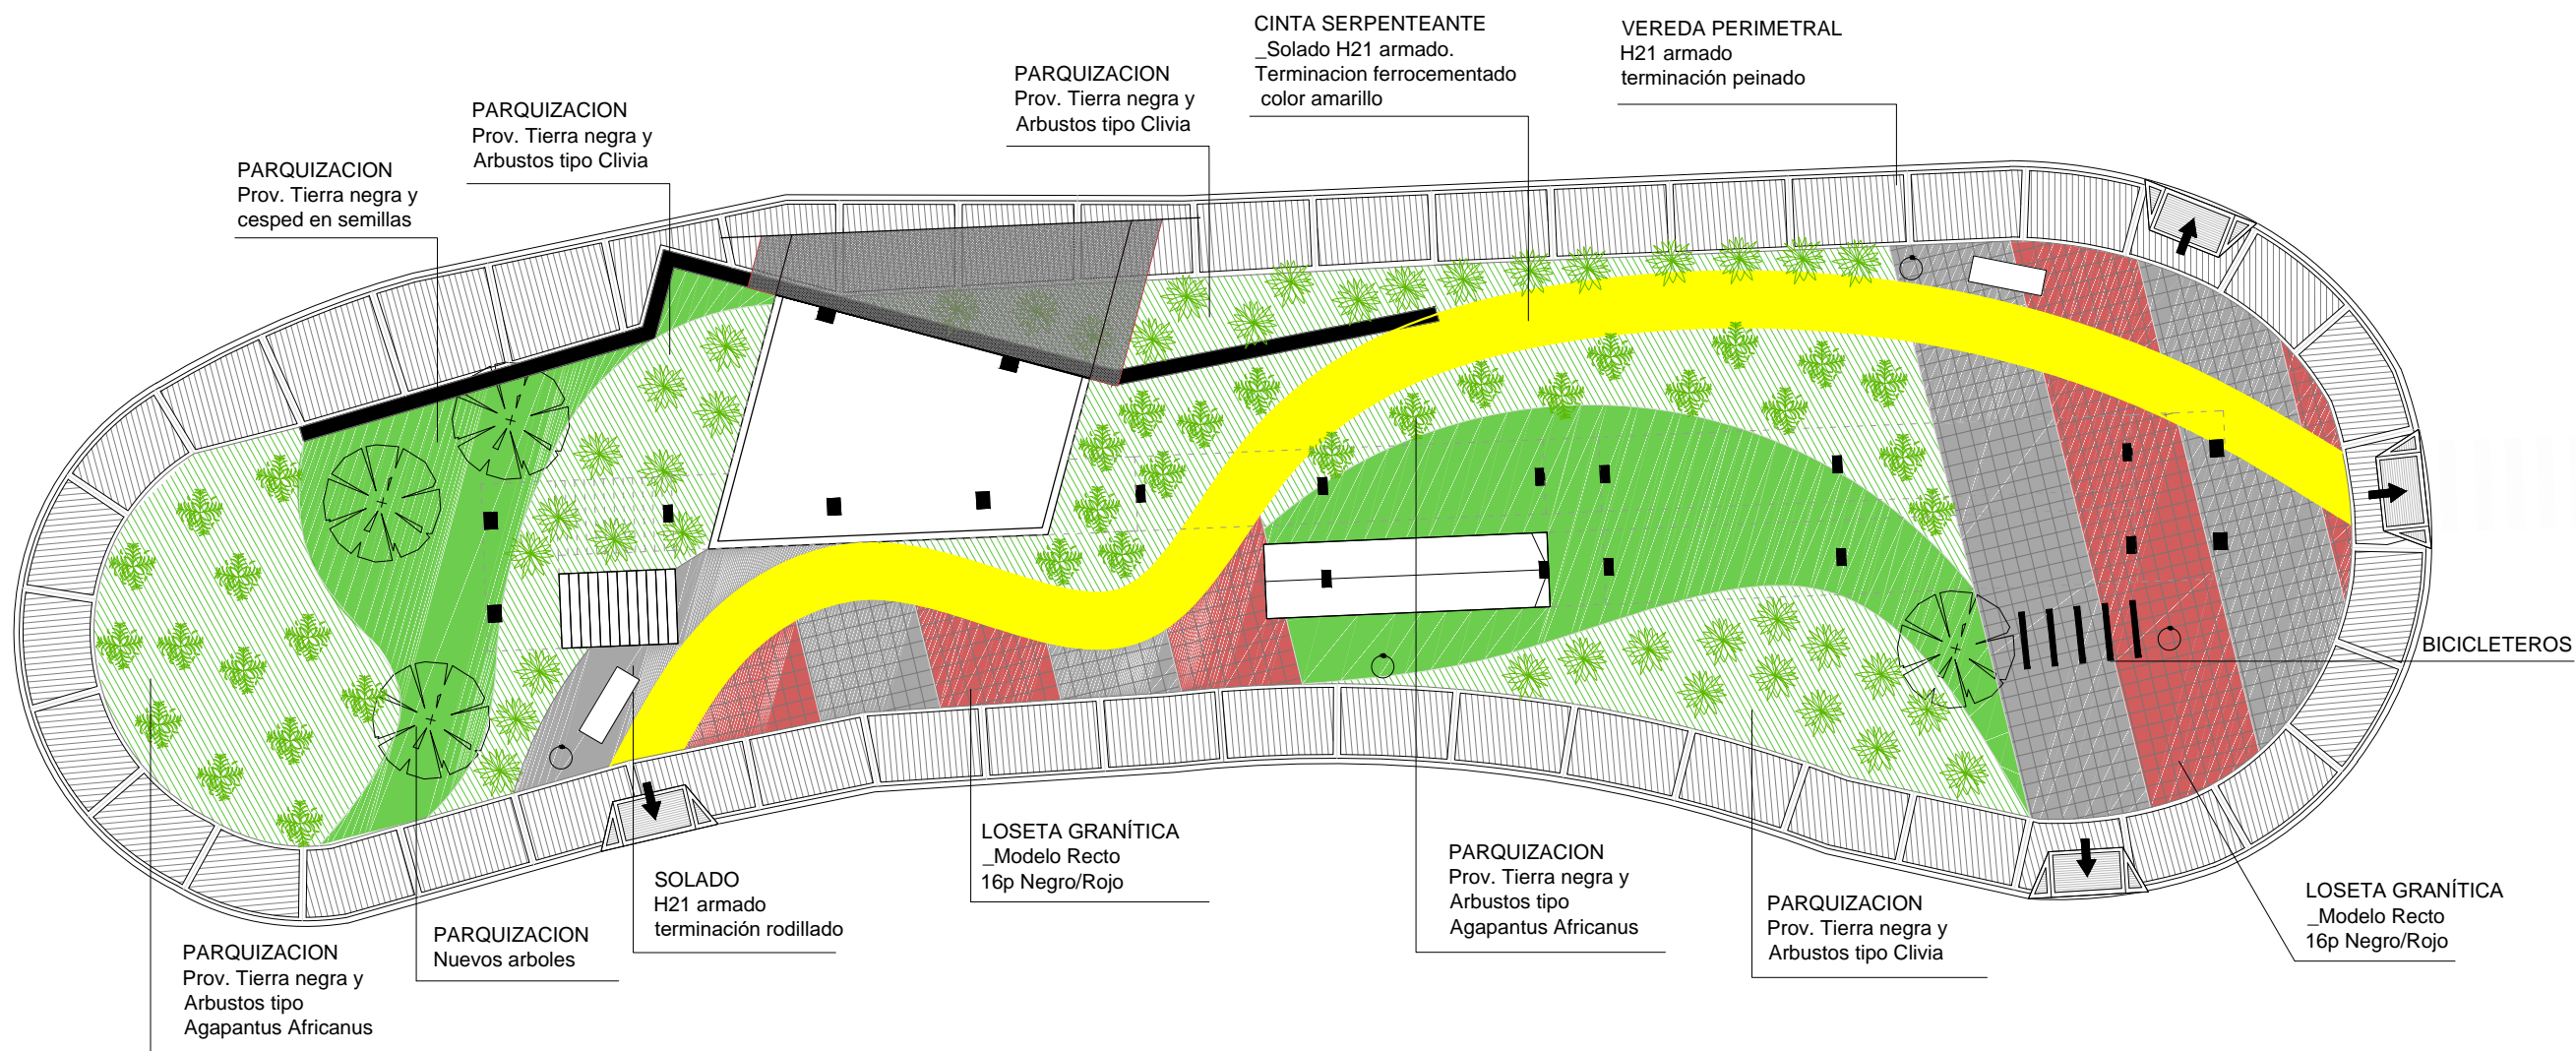 CINTA SERPENTEANTE
_Solado H21 armado.
Terminacion ferrocementado
color amarillo
VEREDA PERIMETRAL
H21 armado
terminación peinado
PARQUIZACION
Prov. Tierra negra y
Arbustos tipo Clivia
PARQUIZACION
Prov. Tierra negra y
Arbustos tipo Clivia
PARQUIZACION
Prov. Tierra negra y
cesped en semillas
BICICLETEROS
LOSETA GRANÍTICA
_Modelo Recto
16p Negro/Rojo
PARQUIZACION
Prov. Tierra negra y
Arbustos tipo
Agapantus Africanus
SOLADO
H21 armado
terminación rodillado
LOSETA GRANÍTICA
_Modelo Recto
16p Negro/Rojo
PARQUIZACION
Prov. Tierra negra y
Arbustos tipo Clivia
PARQUIZACION
Nuevos arboles
PARQUIZACION
Prov. Tierra negra y
Arbustos tipo
Agapantus Africanus